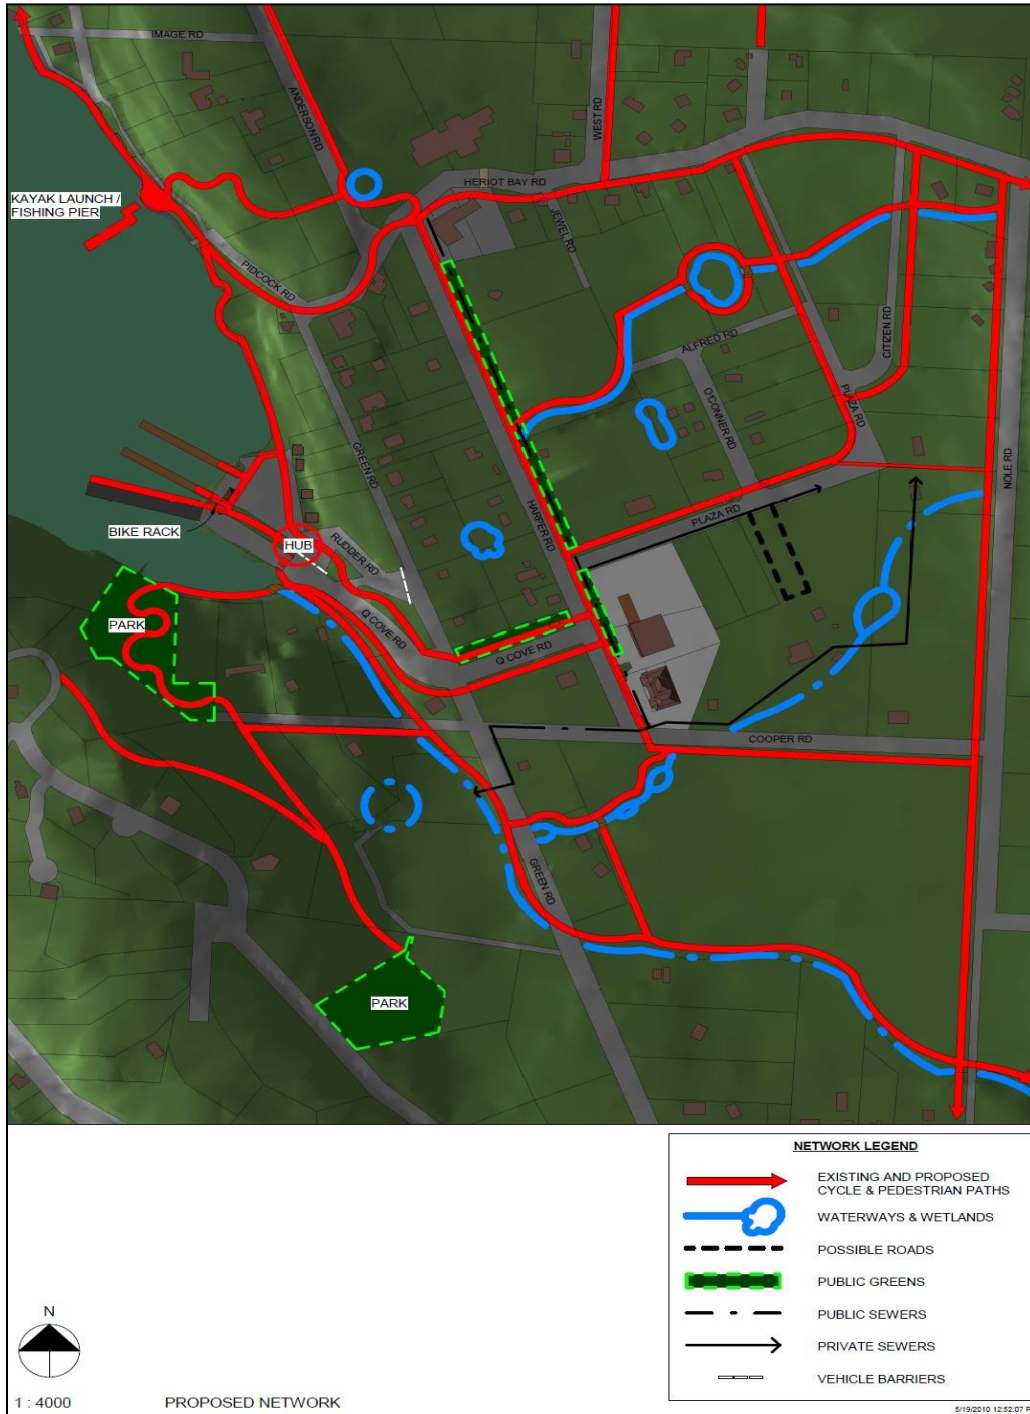 IMAGE RD
ANDERSON RD
WEST RD
HERIOT BAY RD
KAYAK LAUNCH /
FISHING PIER
JEWEL RD
PIDCOCK RD
CITIZEN RD
ALFRED RD
O'CONNER RD
PLAZA RD
GREEN RD
NOLE RD
HARPER RD
PLAZA RD
BIKE RACK
HUB
RUDDER RD
PARK
Q COVE RD
Q COVE RD
COOPER RD
GREEN RD
PARK
NETWORK LEGEND
EXISTING AND PROPOSED
CYCLE & PEDESTRIAN PATHS
WATERWAYS & WETLANDS
POSSIBLE ROADS
PUBLIC GREENS
PUBLIC SEWERS
PRIVATE SEWERS
VEHICLE BARRIERS
N
1 : 4000
PROPOSED NETWORK
5/19/2010 12:52:07 P